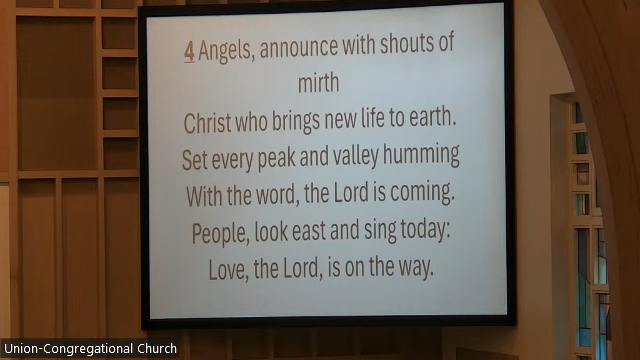 4 Angels, announce with shouts of
mirth
Christ who brings new life to earth.
Set every peak and valley humming
With the word, the Lord is coming.
People, look east and sing today:
Love, the Lord, is on the way.
Union-Congregational Church